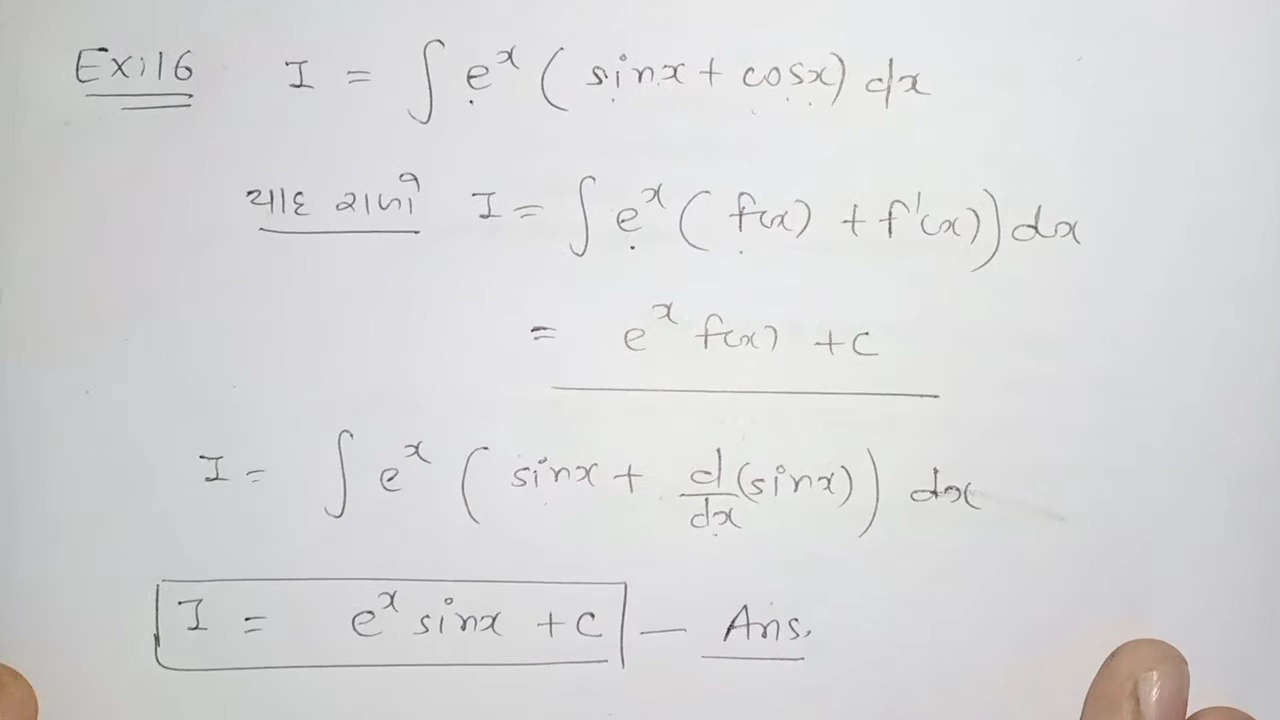 Ex:16 I = ∫ eˣ ( sinx + cosx) dx
याद राखो I = ∫ eˣ ( f(x) + f'(x)) dx
= eˣ f(x) + c
I = ∫ eˣ ( sinx + d/dx (sinx)) dx
I = eˣ sinx + c — Ans.